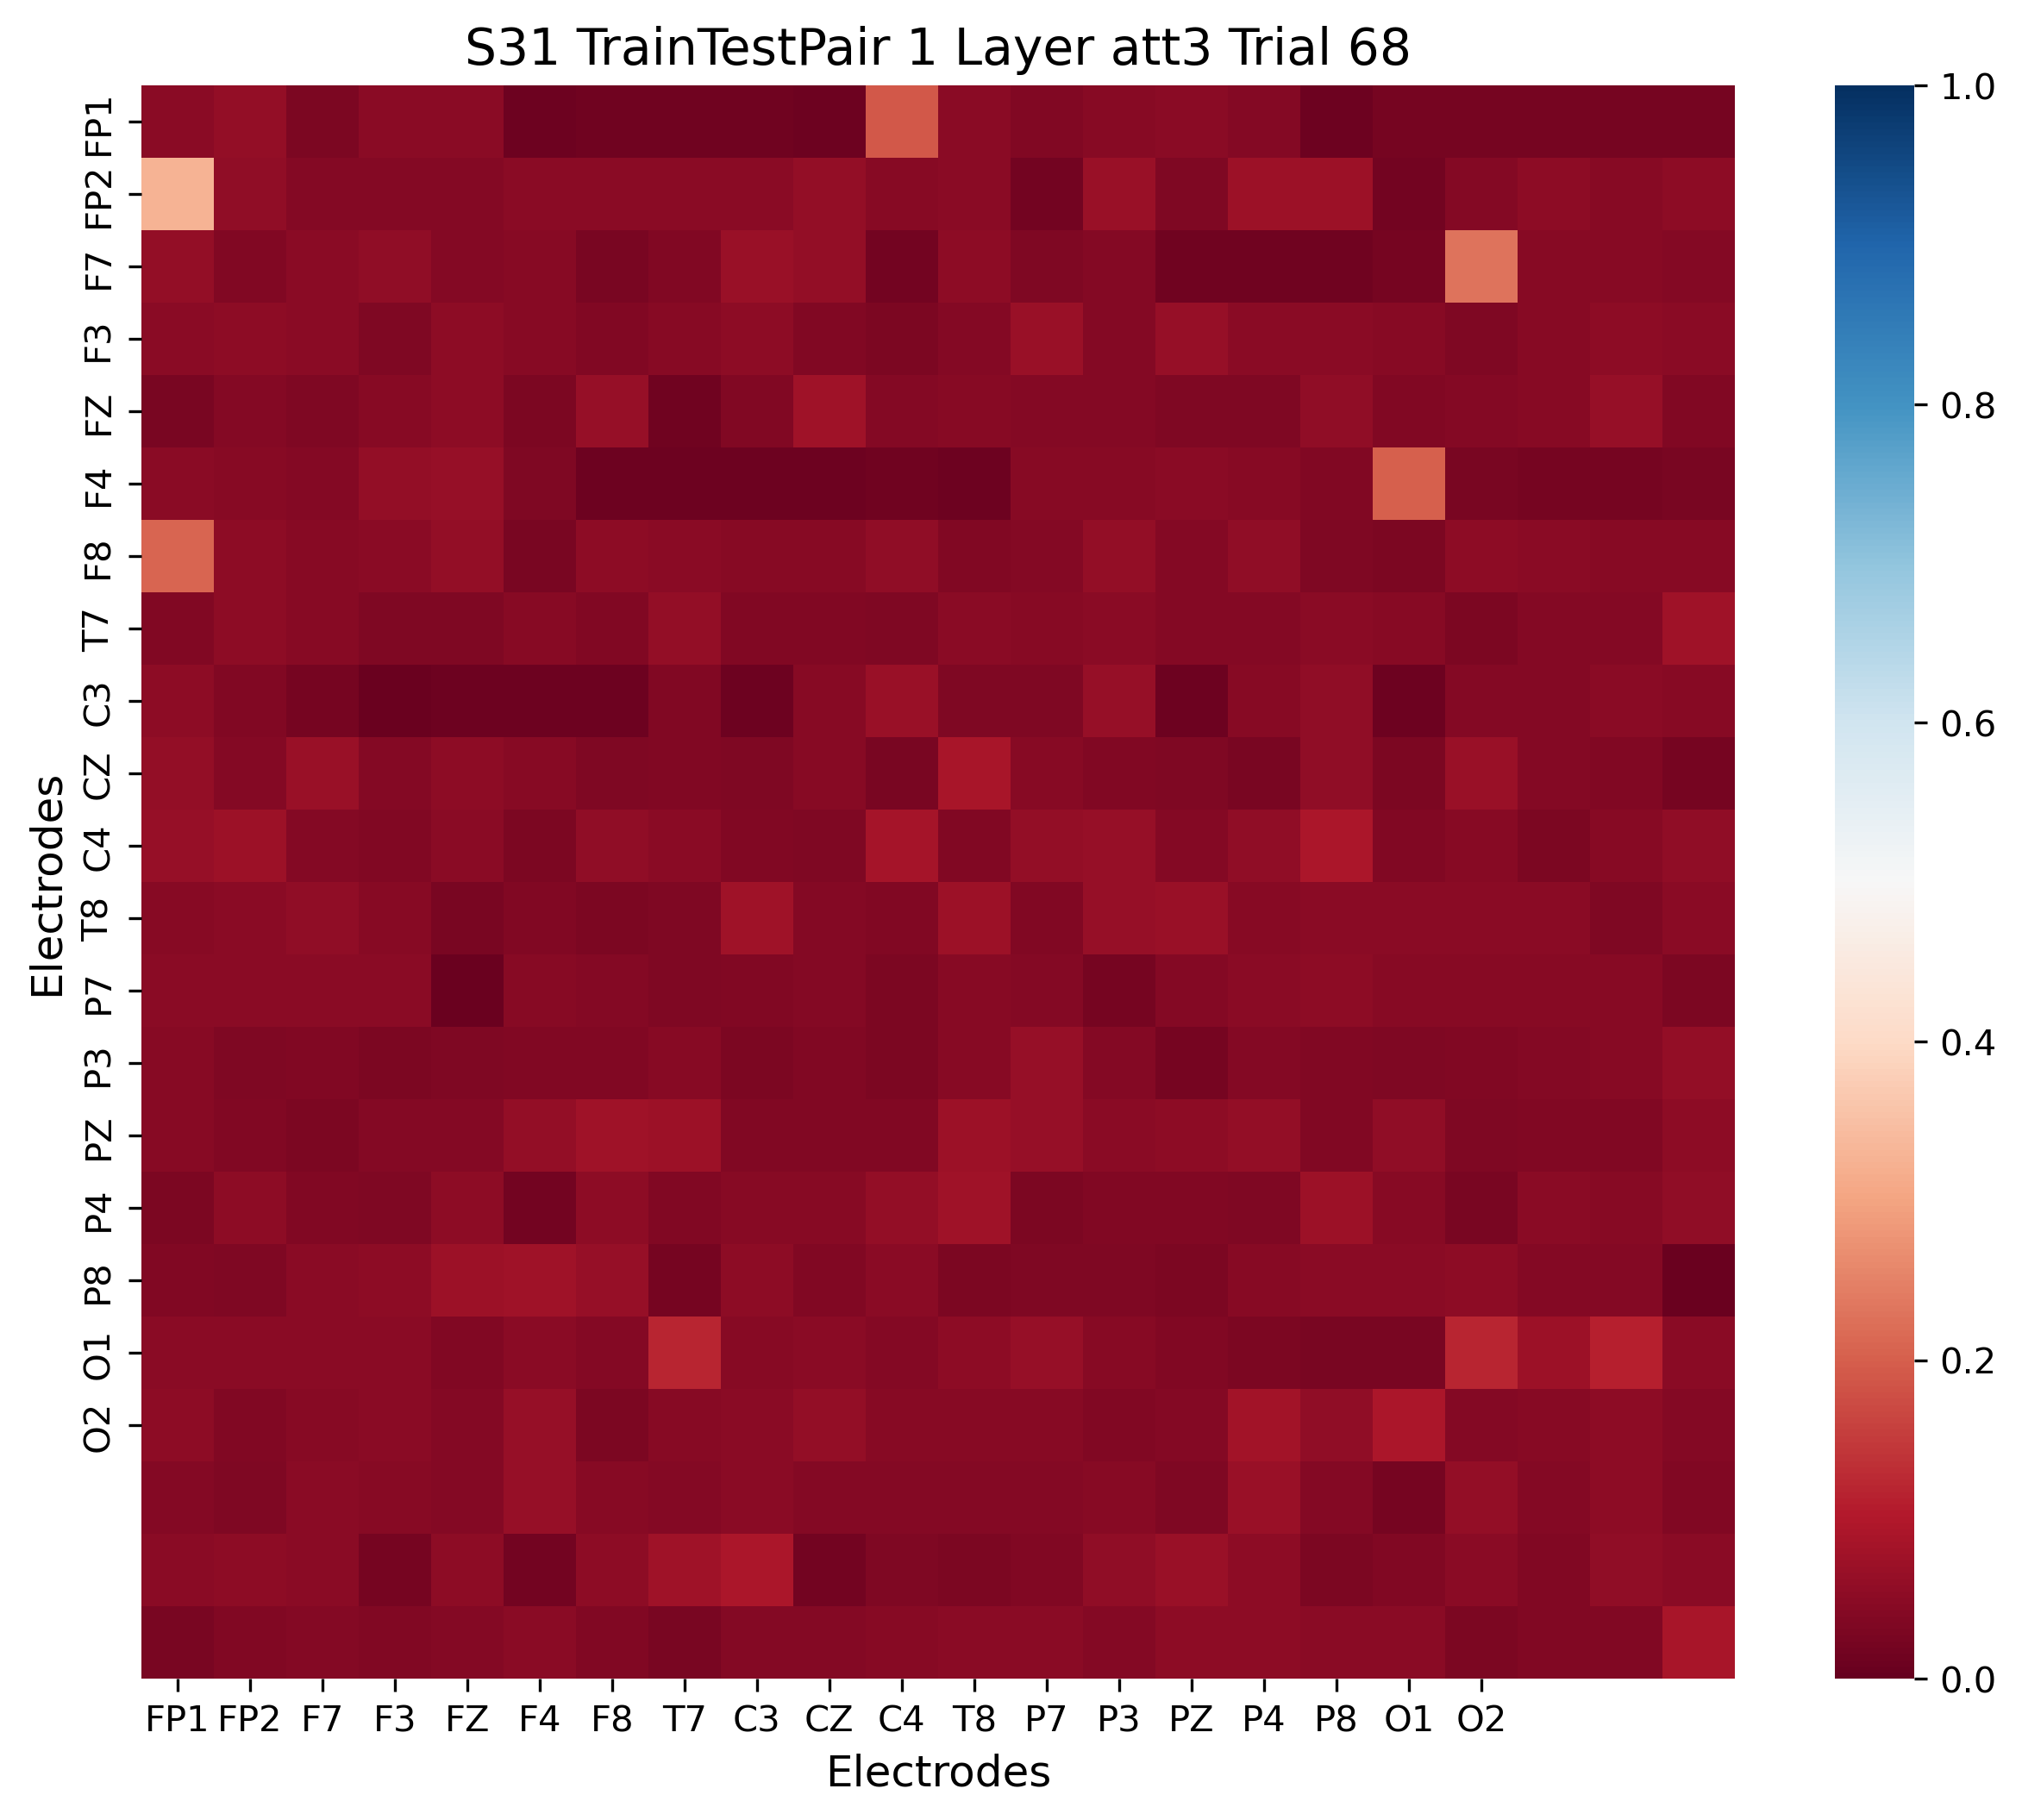 S31 TrainTestPair 1 Layer att3 Trial 68
Electrodes
FP1
FP2
F7
F3
FZ
F4
F8
T7
C3
CZ
C4
T8
P7
P3
PZ
P4
P8
O1
O2
FP1 FP2 F7 F3 FZ F4 F8 T7 C3 CZ C4 T8 P7 P3 PZ P4 P8 O1 O2
Electrodes
1.0
0.8
0.6
0.4
0.2
0.0